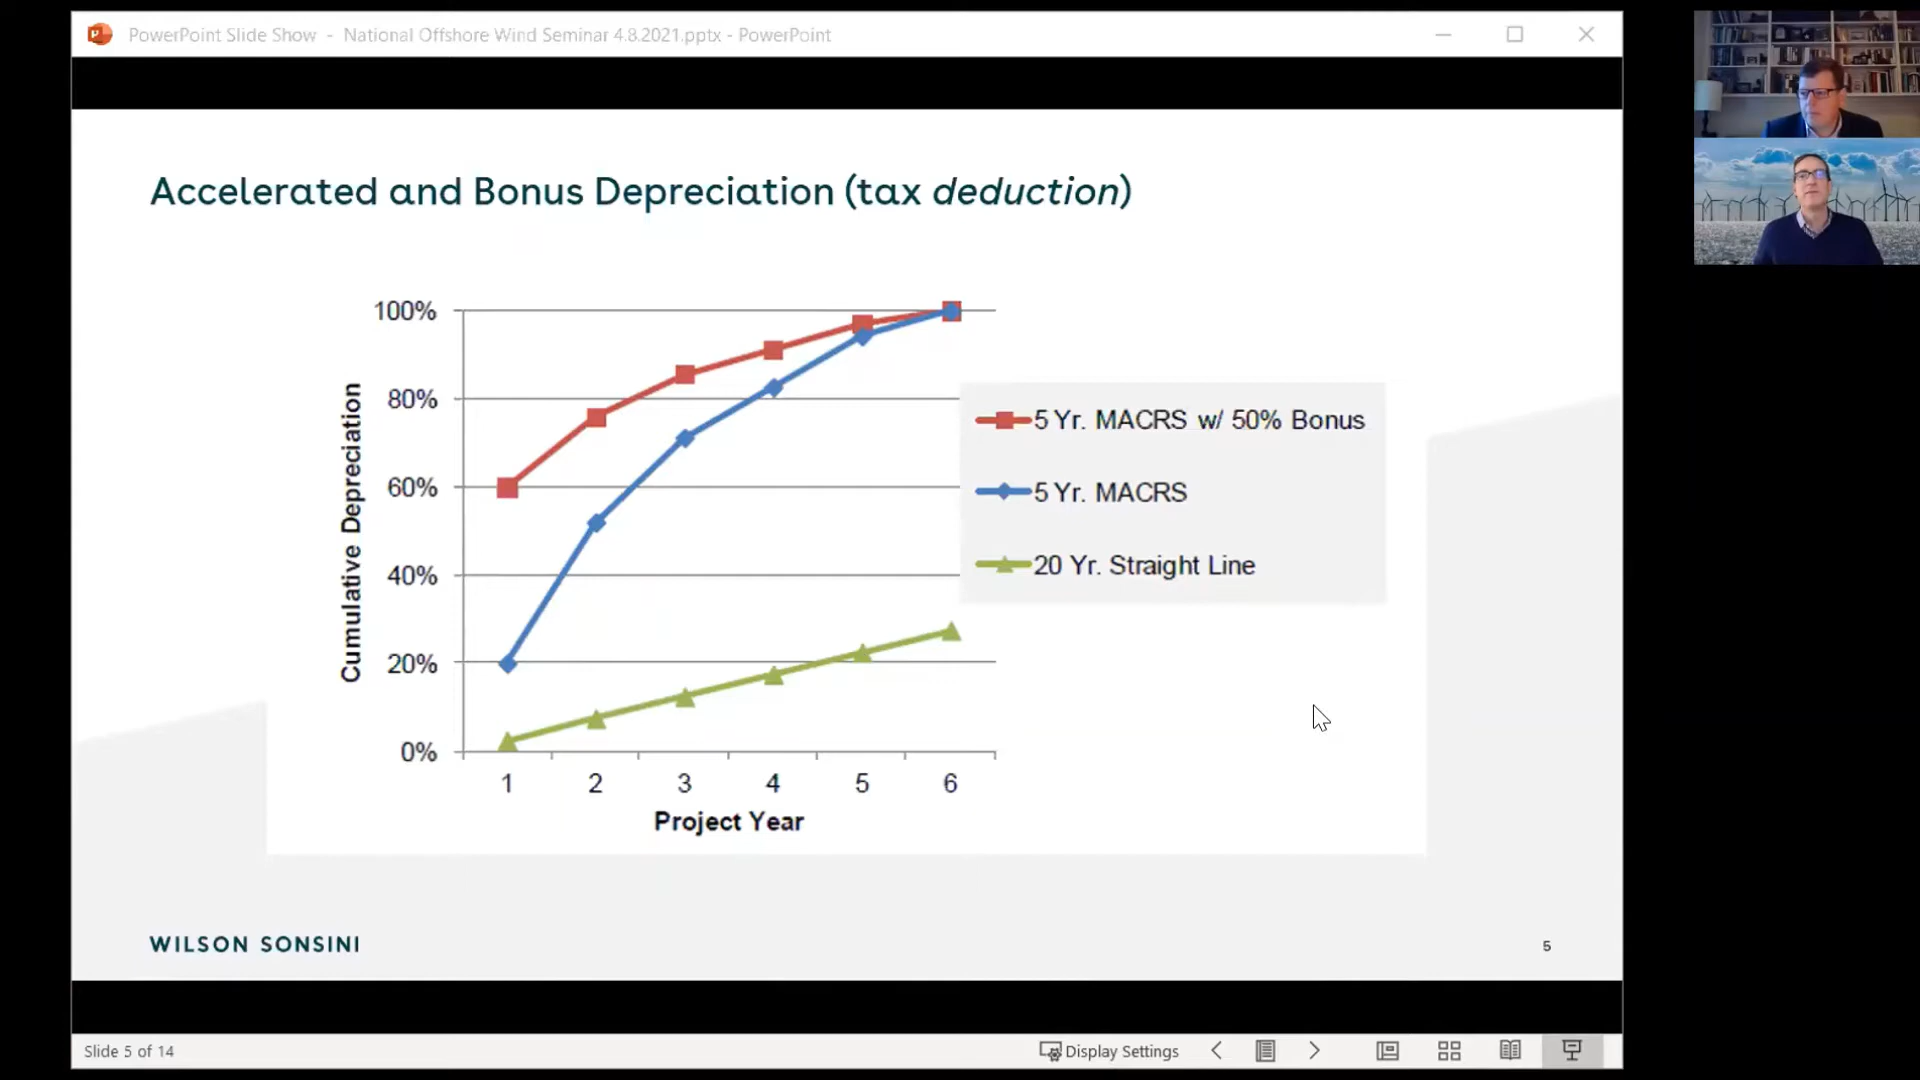 PowerPoint Slide Show - National Offshore Wind Seminar 4.8.2021.pptx - PowerPoint
Accelerated and Bonus Depreciation (tax deduction)
100%
80%
60%
40%
20%
0%
Cumulative Depreciation
1 2 3 4 5 6
Project Year
5 Yr. MACRS w/ 50% Bonus
5 Yr. MACRS
20 Yr. Straight Line
WILSON SONSINI
5
Slide 5 of 14
Display Settings